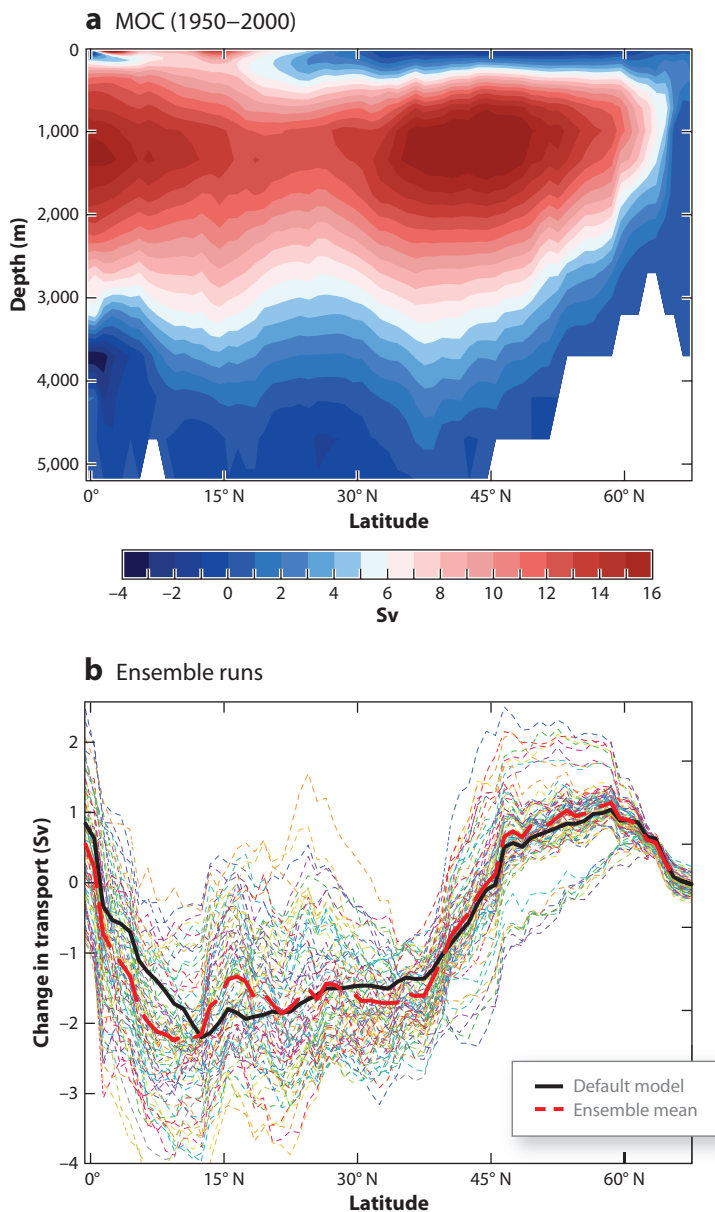 a MOC (1950–2000)
0
1,000
2,000
3,000
4,000
5,000
Depth (m)
0° 15° N 30° N 45° N 60° N
Latitude
–4 –2 0 2 4 6 8 10 12 14 16
Sv
b Ensemble runs
2
1
0
–1
–2
–3
–4
Change in transport (Sv)
Default model
Ensemble mean
0° 15° N 30° N 45° N 60° N
Latitude